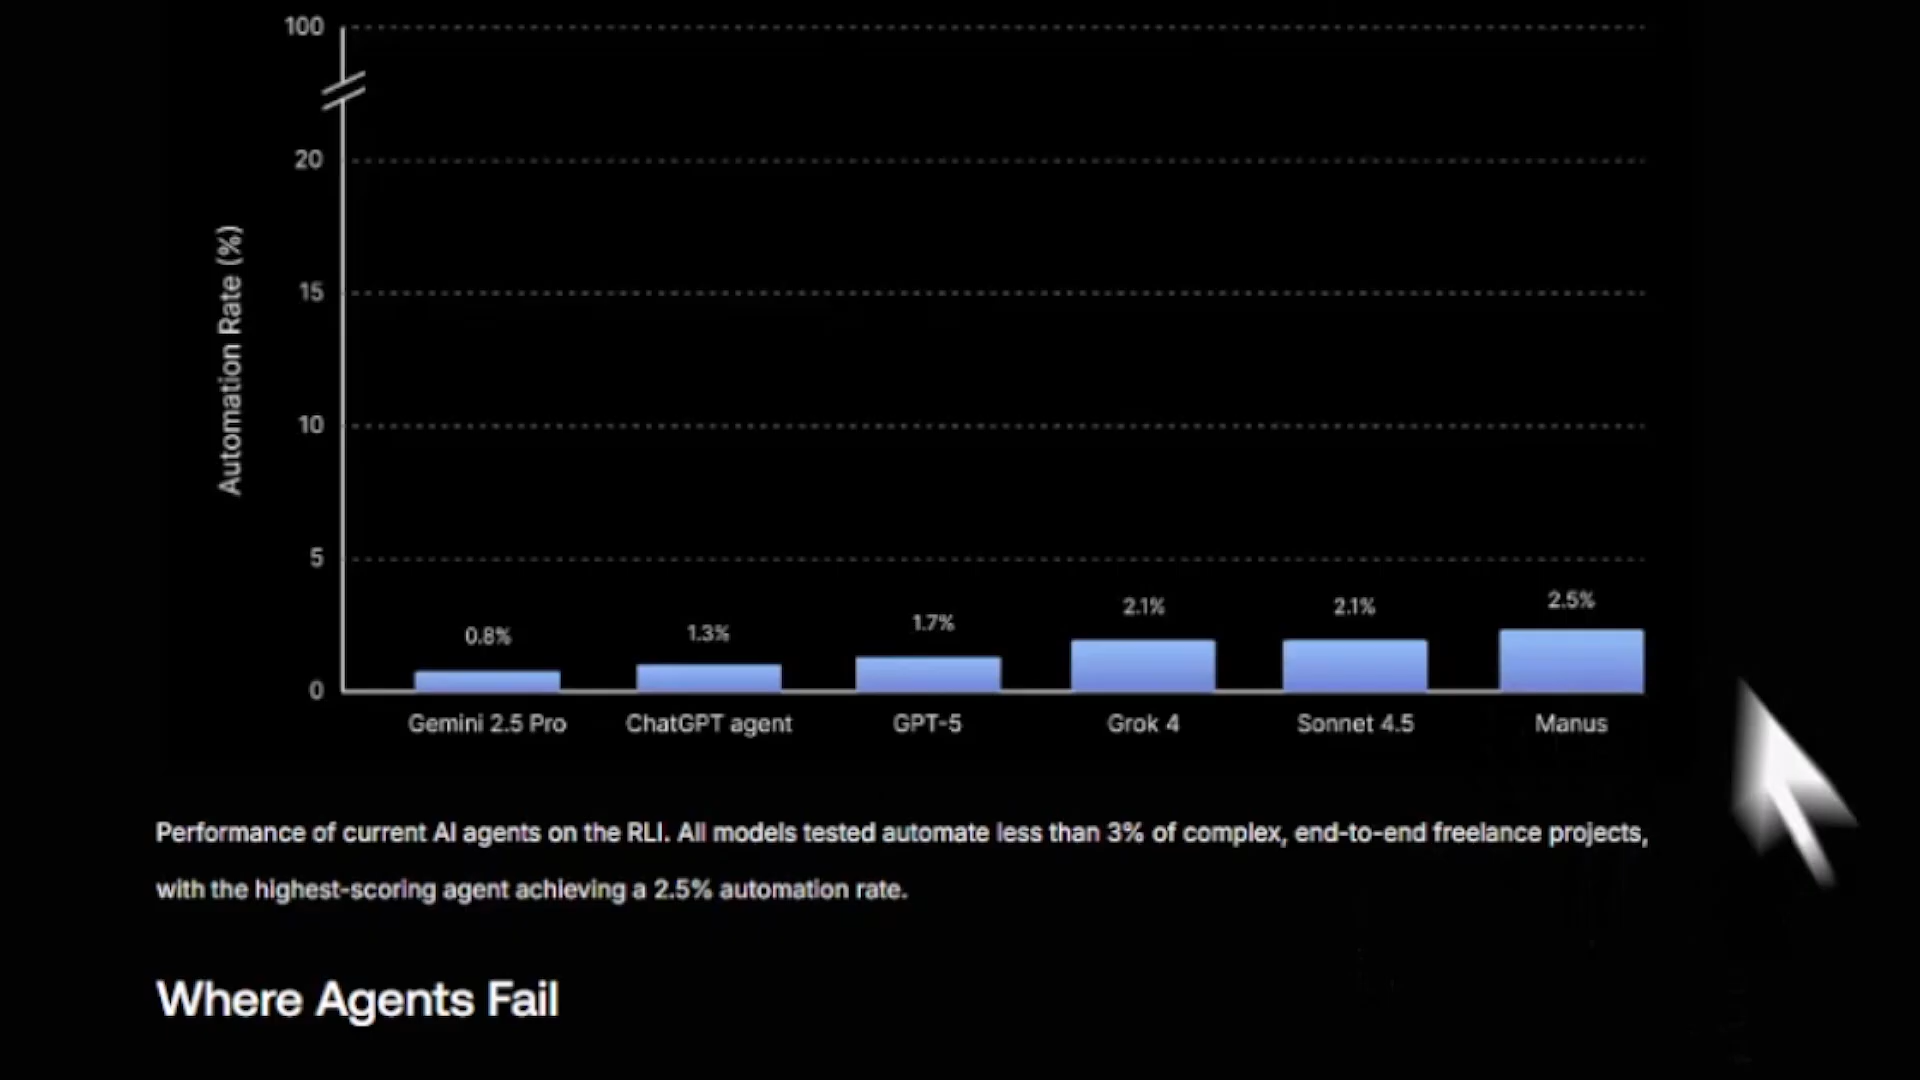 100
20
15
10
5
0
Automation Rate (%)
0.8%
1.3%
1.7%
2.1%
2.1%
2.5%
Gemini 2.5 Pro
ChatGPT agent
GPT-5
Grok 4
Sonnet 4.5
Manus
Performance of current AI agents on the RLI. All models tested automate less than 3% of complex, end-to-end freelance projects,
with the highest-scoring agent achieving a 2.5% automation rate.
Where Agents Fail